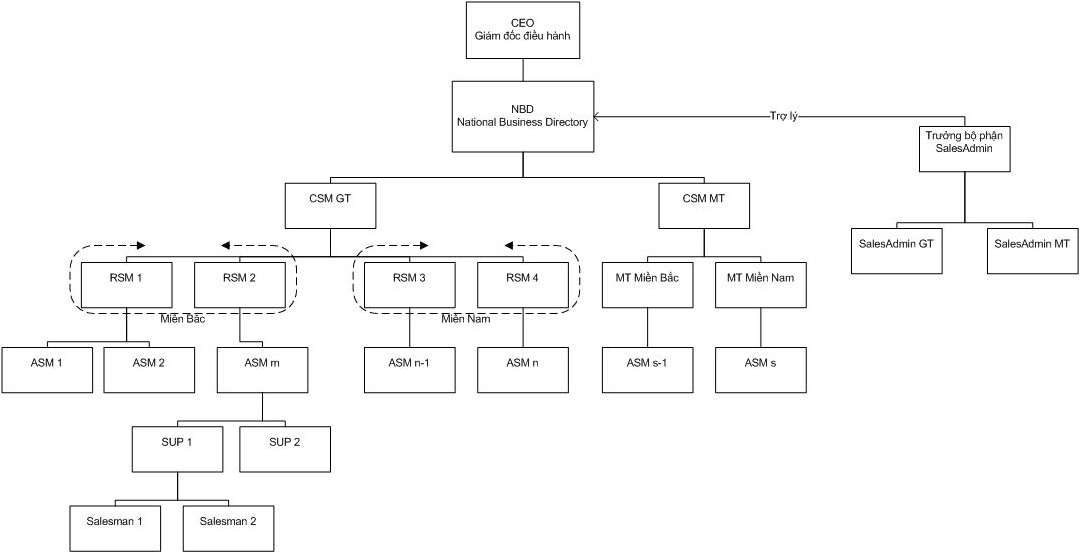 CEO
Giám đốc điều hành
NBD
National Business Directory
Trợ lý
Trưởng bộ phận
SalesAdmin
CSM GT
CSM MT
SalesAdmin GT
SalesAdmin MT
RSM 1
RSM 2
RSM 3
RSM 4
MT Miền Bắc
MT Miền Nam
Miền Bắc
Miền Nam
ASM 1
ASM 2
ASM m
ASM n-1
ASM n
ASM s-1
ASM s
SUP 1
SUP 2
Salesman 1
Salesman 2